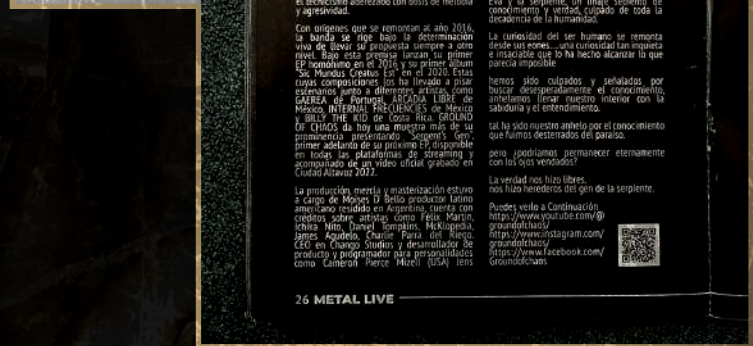 el tecnicismo aderezado con dosis de melodía
y agresividad.
Con orígenes que se remontan al año 2016,
la banda se rige bajo la determinación
viva de llevar su propuesta siempre a otro
nivel. Bajo esta premisa lanzan su primer
EP homónimo en el 2016 y su primer álbum
"Sic Mundus Creatus Est" en el 2020. Estas
cuyas composiciones los ha llevado a pisar
escenarios junto a diferentes artistas, como
GAEREA de Portugal, ARCADIA LIBRE de
México, INTERNAL FRECUENCIES de México
y BILLY THE KID de Costa Rica. GROUND
OF CHAOS da hoy una muestra más de su
prominencia presentando "Serpent's Gen",
primer adelanto de su próximo EP, disponible
en todas las plataformas de streaming y
acompañado de un video oficial grabado en
Ciudad Altavoz 2022.
La producción, mezcla y masterización estuvo
a cargo de Moises D' Bello productor latino
americano residido en Argentina, cuenta con
créditos sobre artistas como Félix Martin,
Ichika Nito, Daniel Tompkins, McKlopedia,
James Agudelo, Charlie Parra del Riego,
CEO en Chango Studios y desarrollador de
producto y programador para personalidades
como Cameron Pierce Mizell (USA) Jens
Eva y la serpiente, un linaje sediento de
conocimiento y verdad, culpado de toda la
decadencia de la humanidad.
La curiosidad del ser humano se remonta
desde sus eones... una curiosidad tan inquieta
e insaciable que lo ha hecho alcanzar lo que
parecía imposible
hemos sido culpados y señalados por
buscar desesperadamente el conocimiento,
anhelamos llenar nuestro interior con la
sabiduría y el entendimiento.
tal ha sido nuestro anhelo por el conocimiento
que fuimos desterrados del paraíso.
pero ¿podríamos permanecer eternamente
con los ojos vendados?
La verdad nos hizo libres,
nos hizo herederos del gen de la serpiente.
Puedes verlo a Continuación
https://www.youtube.com/@
groundofchaos/
https://www.instagram.com/
groundofchaos/
https://www.facebook.com/
Groundofchaos
26 METAL LIVE